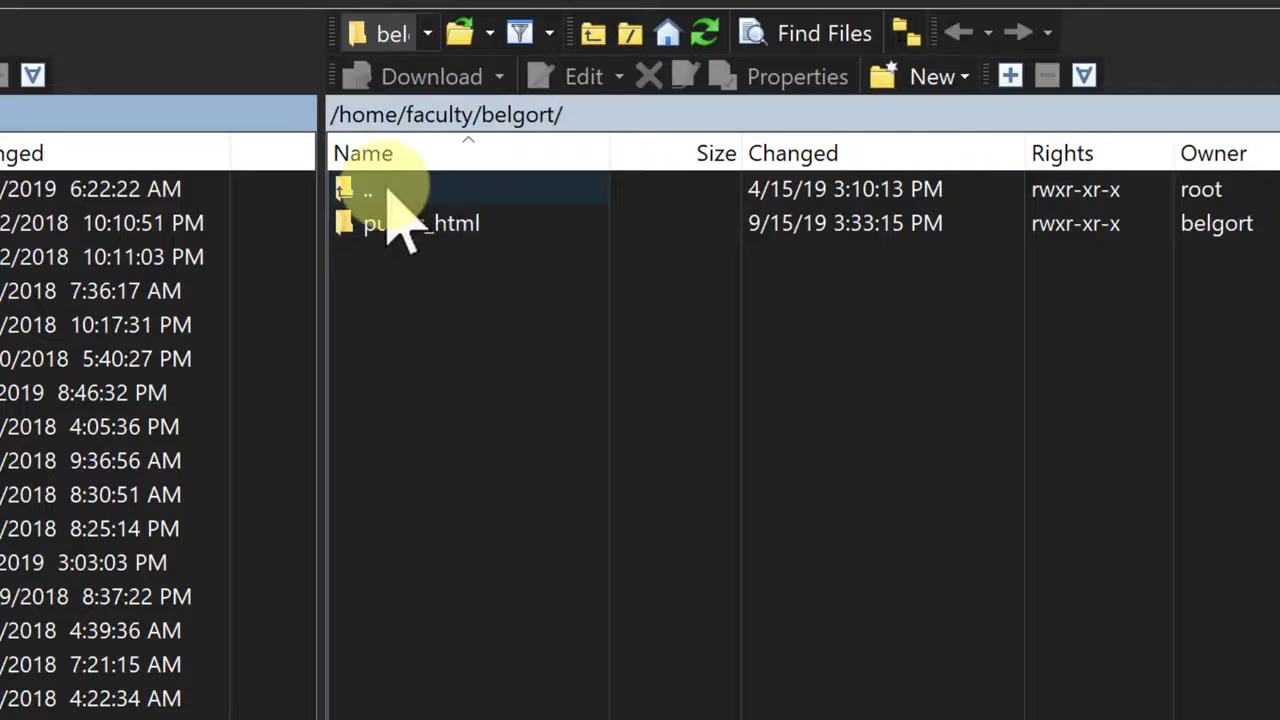 bel
Find Files
Download
Edit
Properties
New
/home/faculty/belgort/
nged
Name
Size
Changed
Rights
Owner
/2019 6:22:22 AM
..
4/15/19 3:10:13 PM
rwxr-xr-x
root
2/2018 10:10:51 PM
_html
9/15/19 3:33:15 PM
rwxr-xr-x
belgort
2/2018 10:11:03 PM
/2018 7:36:17 AM
/2018 10:17:31 PM
0/2018 5:40:27 PM
2019 8:46:32 PM
/2018 4:05:36 PM
/2018 9:36:56 AM
/2018 8:30:51 AM
/2018 8:25:14 PM
2019 3:03:03 PM
9/2018 8:37:22 PM
/2018 4:39:36 AM
/2018 7:21:15 AM
/2018 4:22:34 AM